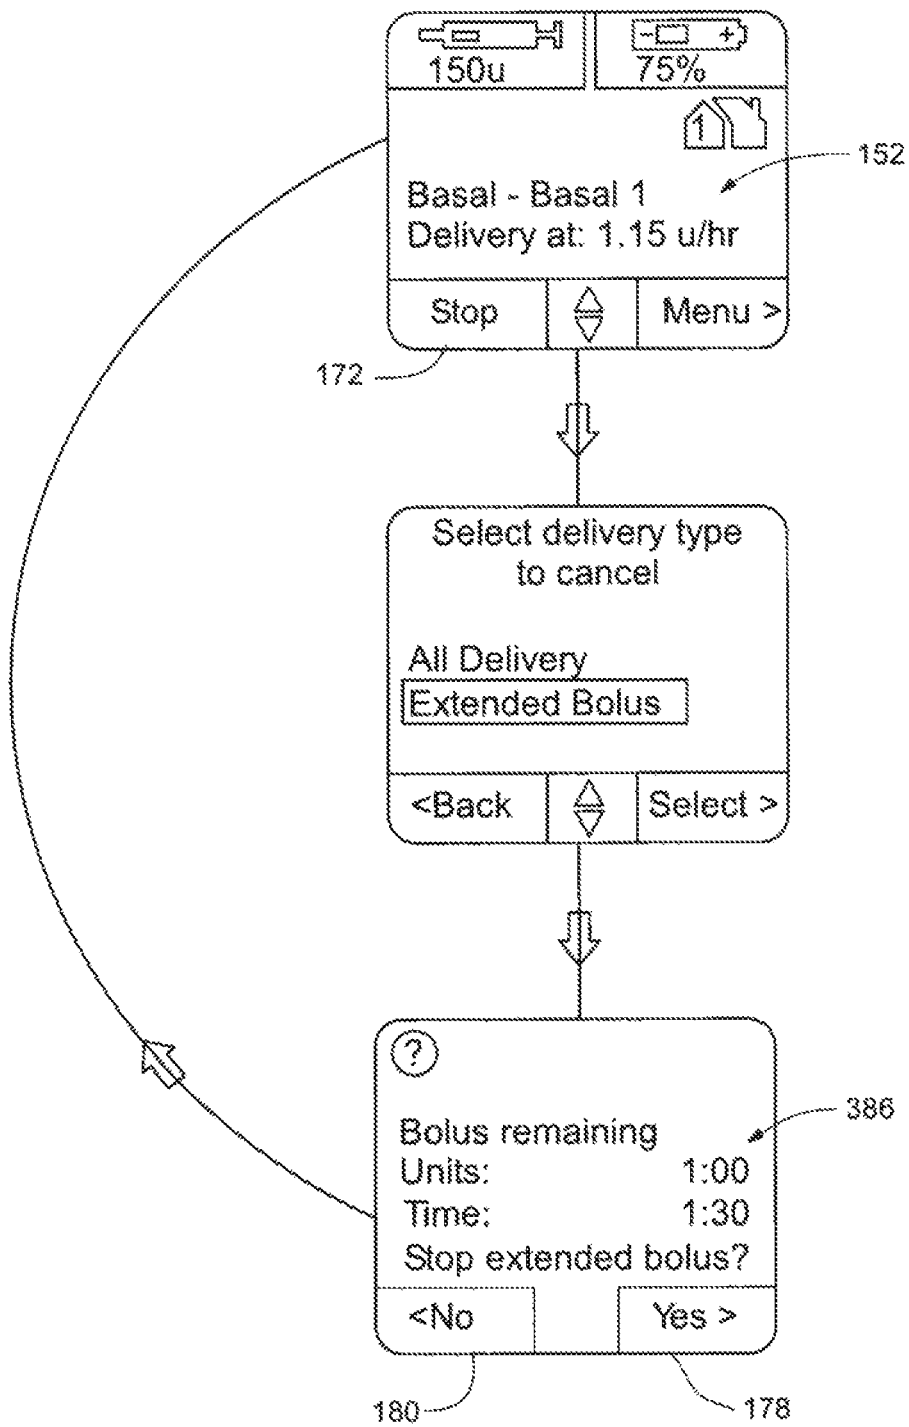 150u
75%
1
152
Basal - Basal 1
Delivery at: 1.15 u/hr
Stop
Menu >
172
Select delivery type
to cancel
All Delivery
Extended Bolus
<Back
Select >
?
386
Bolus remaining
Units: 1:00
Time: 1:30
Stop extended bolus?
<No
Yes >
180
178